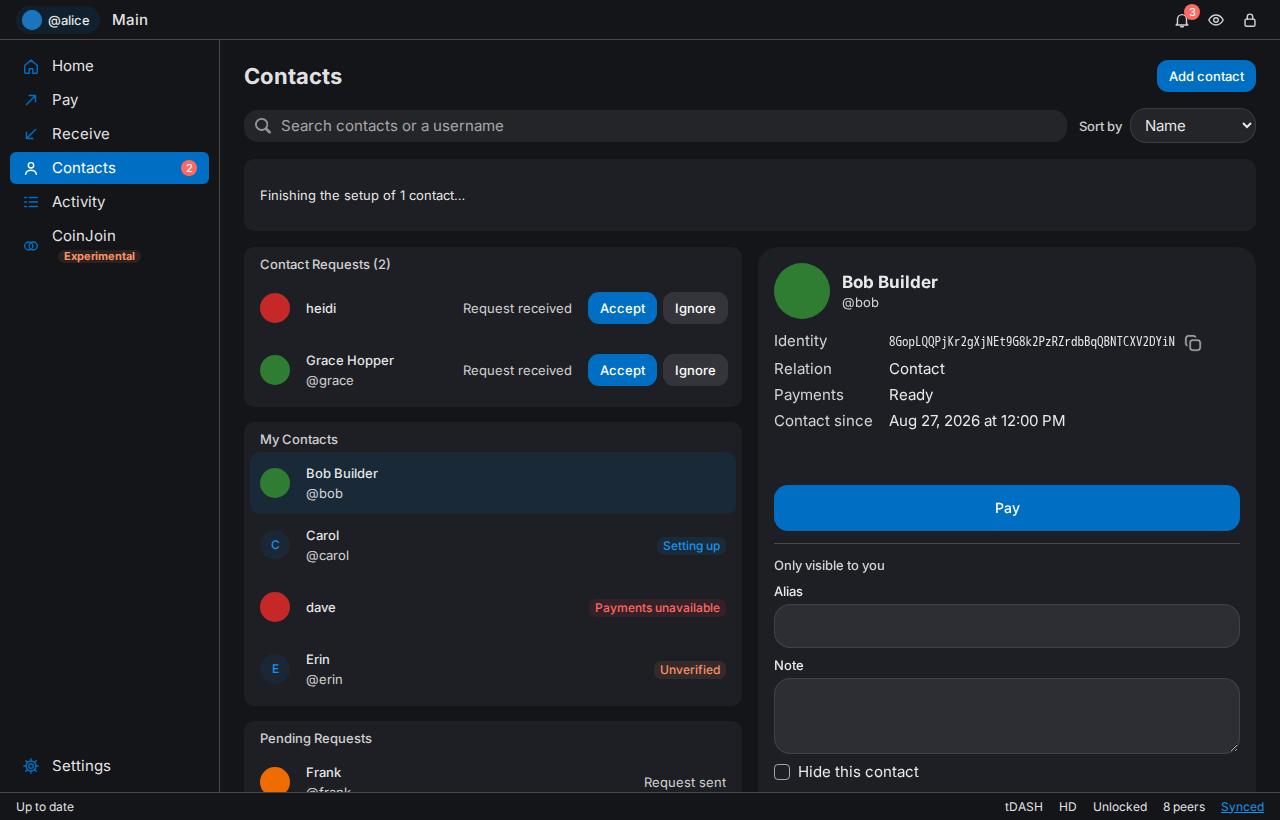 @alice Main 3
Home
Pay
Receive
Contacts 2
Activity
CoinJoin
Experimental
Settings
Contacts
Add contact
Search contacts or a username
Sort by Name
Finishing the setup of 1 contact...
Contact Requests (2)
heidi Request received Accept Ignore
Grace Hopper
@grace
Request received Accept Ignore
My Contacts
Bob Builder
@bob
C Carol
@carol
Setting up
dave Payments unavailable
E Erin
@erin
Unverified
Pending Requests
Frank
@frank
Request sent
Bob Builder
@bob
Identity 8GopLQQPjKr2gXjNEt9G8k2PzRZrdbBqQBNTCXV2DYiN
Relation Contact
Payments Ready
Contact since Aug 27, 2026 at 12:00 PM
Pay
Only visible to you
Alias
Note
Hide this contact
Up to date tDASH HD Unlocked 8 peers Synced